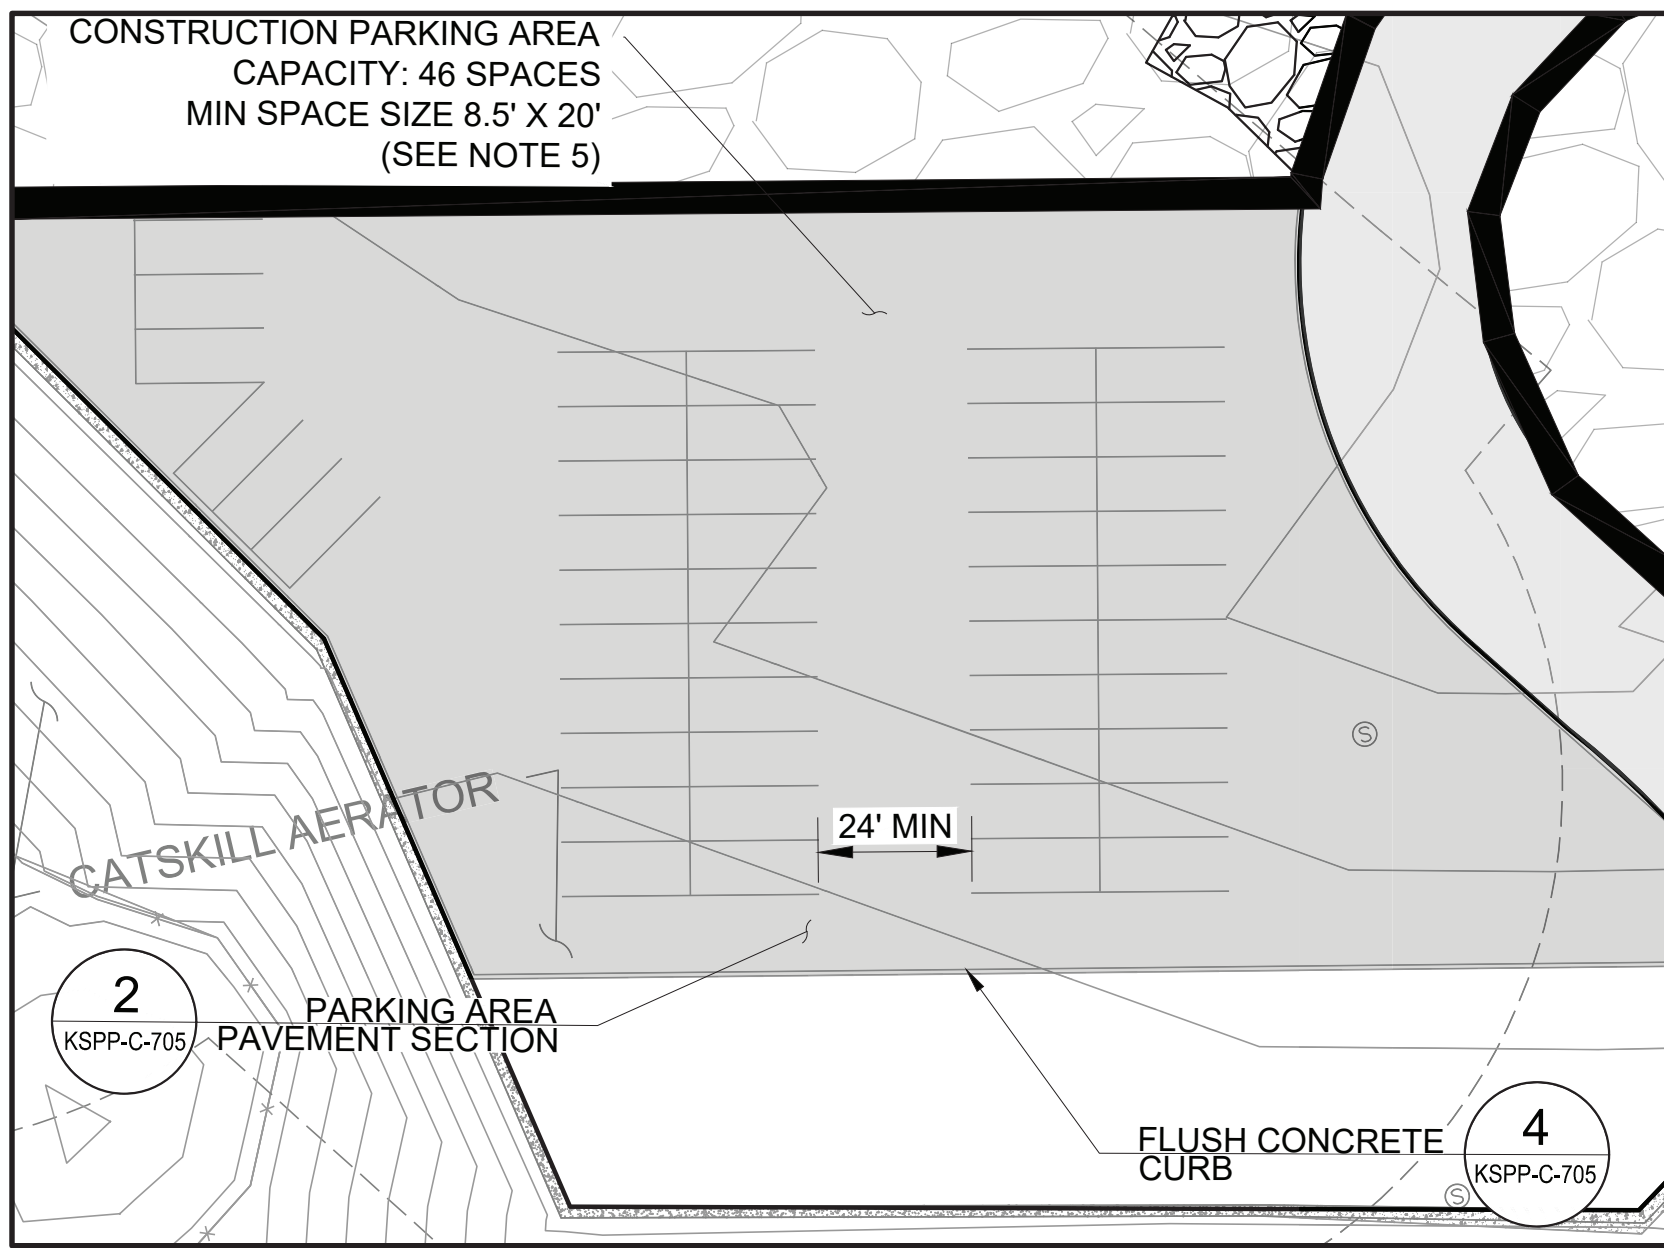 CONSTRUCTION PARKING AREA
CAPACITY: 46 SPACES
MIN SPACE SIZE 8.5' X 20'
(SEE NOTE 5)
S
24' MIN
CATSKILL AERATOR
2
KSPP-C-705
PARKING AREA
PAVEMENT SECTION
FLUSH CONCRETE
CURB
4
KSPP-C-705
S